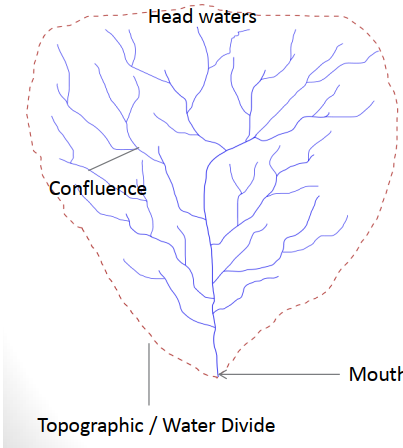 Head waters
Confluence
Mouth
Topographic / Water Divide